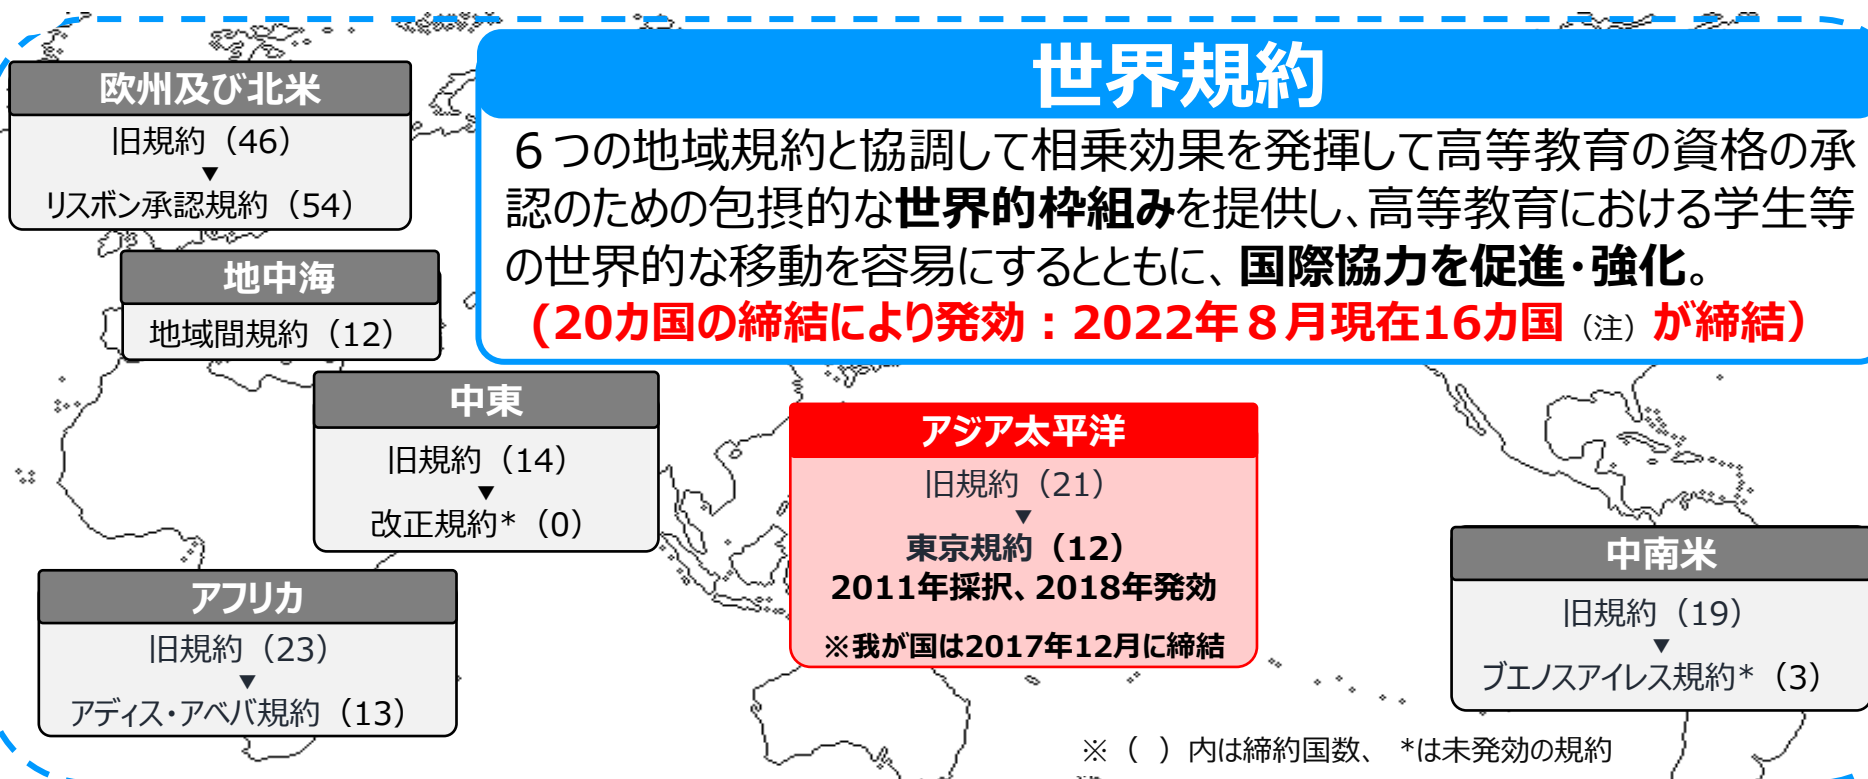 世界規約
６つの地域規約と協調して相乗効果を発揮して高等教育の資格の承
認のための包摂的な世界的枠組みを提供し、高等教育における学生等
の世界的な移動を容易にするとともに、国際協力を促進・強化。
(20カ国の締結により発効：2022年８月現在16カ国（注）が締結）
欧州及び北米
旧規約（46）
▼
リスボン承認規約（54）
地中海
地域間規約（12）
中東
旧規約（14）
▼
改正規約*（0）
アフリカ
旧規約（23）
▼
アディス・アベバ規約（13）
アジア太平洋
旧規約（21）
▼
東京規約（12）
2011年採択、2018年発効
※我が国は2017年12月に締結
中南米
旧規約（19）
▼
ブエノスアイレス規約*（3）
※（ ）内は締約国数、 *は未発効の規約